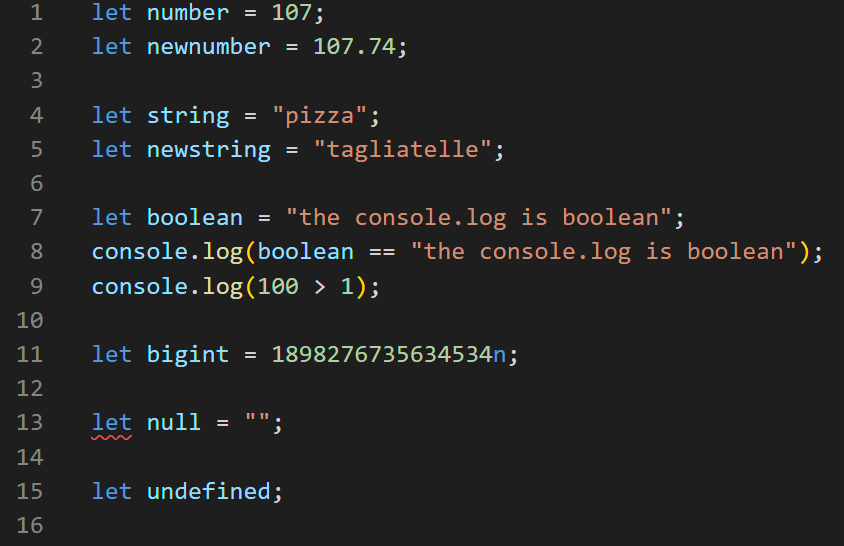 1 let number = 107;
2 let newnumber = 107.74;
3
4 let string = "pizza";
5 let newstring = "tagliatelle";
6
7 let boolean = "the console.log is boolean";
8 console.log(boolean == "the console.log is boolean");
9 console.log(100 > 1);
10
11 let bigint = 1898276735634534n;
12
13 let null = "";
14
15 let undefined;
16